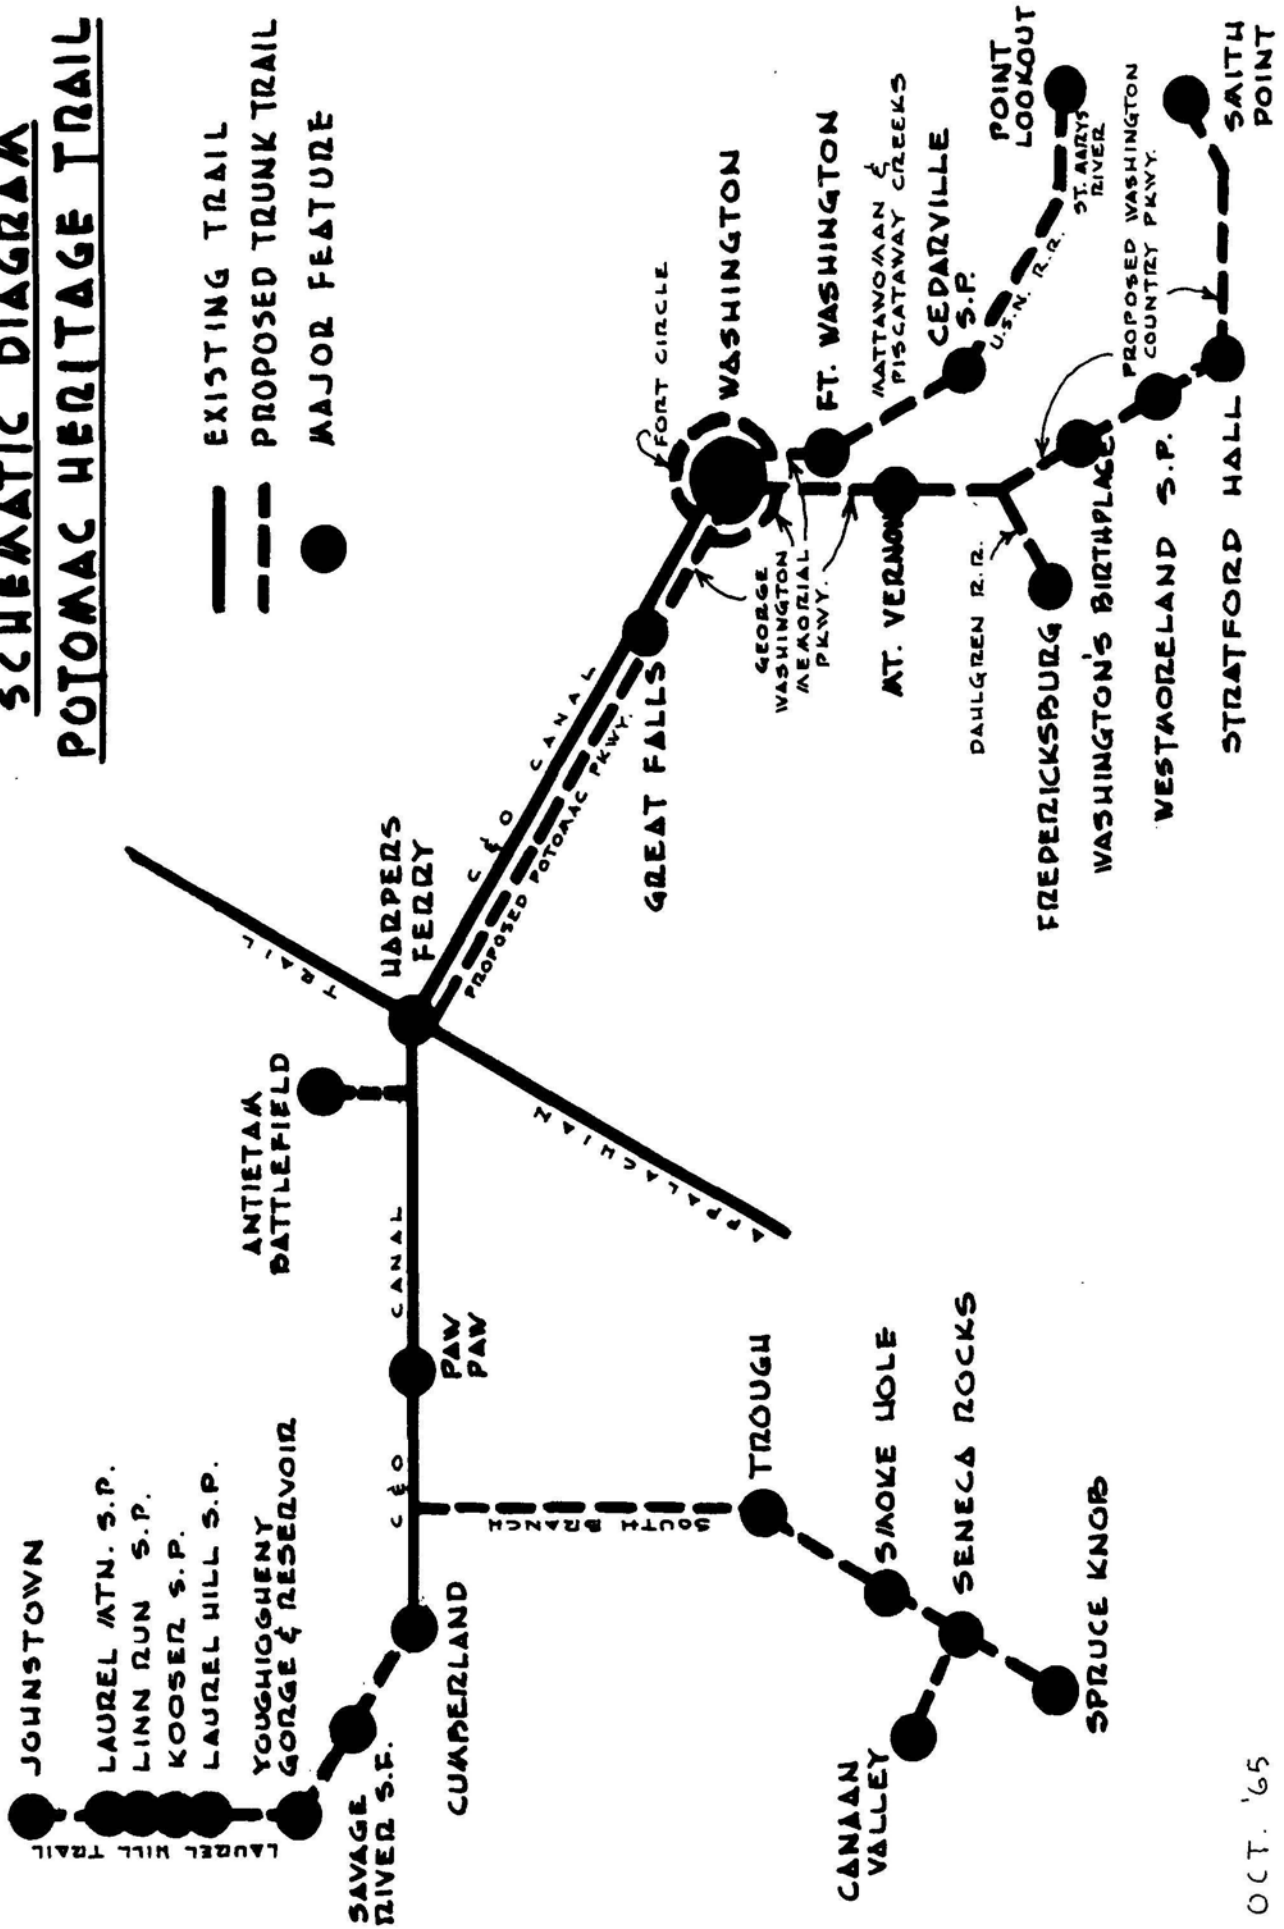 SCHEMATIC DIAGRAM
POTOMAC HERITAGE TRAIL
EXISTING TRAIL
PROPOSED TRUNK TRAIL
MAJOR FEATURE
JOHNSTOWN
LAUREL MTN. S.P.
LINN RUN S.P.
KOOSER S.P.
LAUREL HILL S.P.
YOUGHIOGHENY
GORGE & RESERVOIR
LAUREL HILL TRAIL
SAVAGE
RIVER S.F.
CUMBERLAND
C & O CANAL
PAW
PAW
ANTIETAM
BATTLEFIELD
HARPERS
FERRY
APPALACHIAN TRAIL
SOUTH BRANCH
TROUGH
SMOKE HOLE
SENECA ROCKS
CANAAN
VALLEY
SPRUCE KNOB
C & O CANAL
PROPOSED POTOMAC PKWY.
GREAT FALLS
FORT CIRCLE
WASHINGTON
GEORGE
WASHINGTON
MEMORIAL
PKWY.
FT. WASHINGTON
MATTAWOMAN &
PISCATAWAY CREEKS
CEDARVILLE
S.P.
U.S.N. R.R.
ST. MARYS
RIVER
POINT
LOOKOUT
MT. VERNON
DAHLGREN R.R.
FREDERICKSBURG
WASHINGTON'S BIRTHPLACE
PROPOSED WASHINGTON
COUNTRY PKWY.
WESTMORELAND S.P.
STRATFORD HALL
SMITH
POINT
OCT. '65